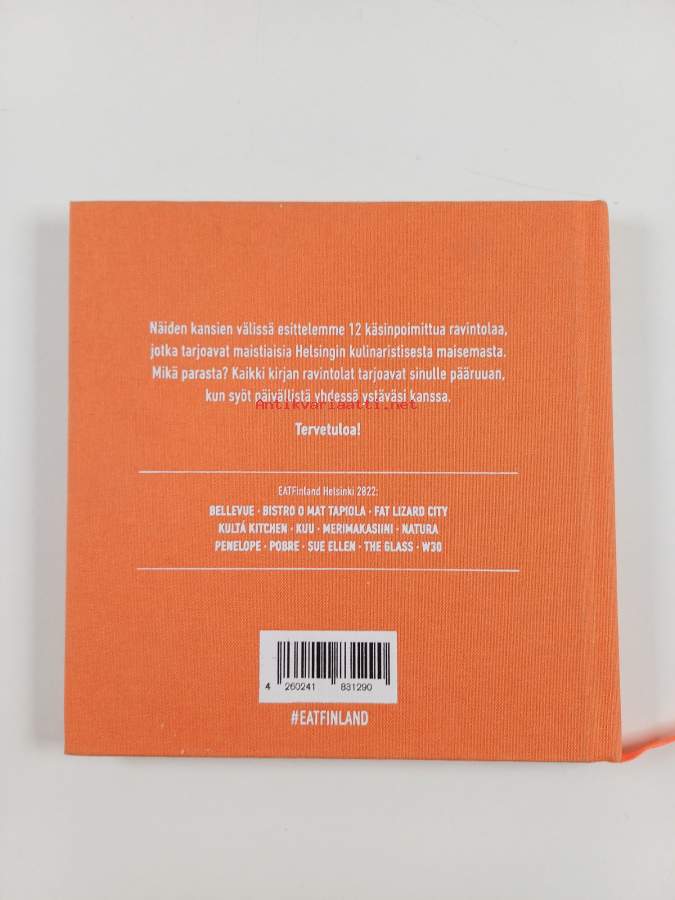 Näiden kansien välissä esittelemme 12 käsinpoimittua ravintolaa,
jotka tarjoavat maistiaisia Helsingin kulinaristisesta maisemasta.
Mikä parasta? Kaikki kirjan ravintolat tarjoavat sinulle pääruuan,
kun syöt päivällistä yhdessä ystäväsi kanssa.
Antikvariaatti.net
Tervetuloa!
EATFinland Helsinki 2022:
BELLEVUE · BISTRO O MAT TAPIOLA · FAT LIZARD CITY
KULTÁ KITCHEN · KUU · MERIMAKASIINI · NATURA
PENELOPE · POBRE · SUE ELLEN · THE GLASS · W30
4 260241 831290
#EATFINLAND